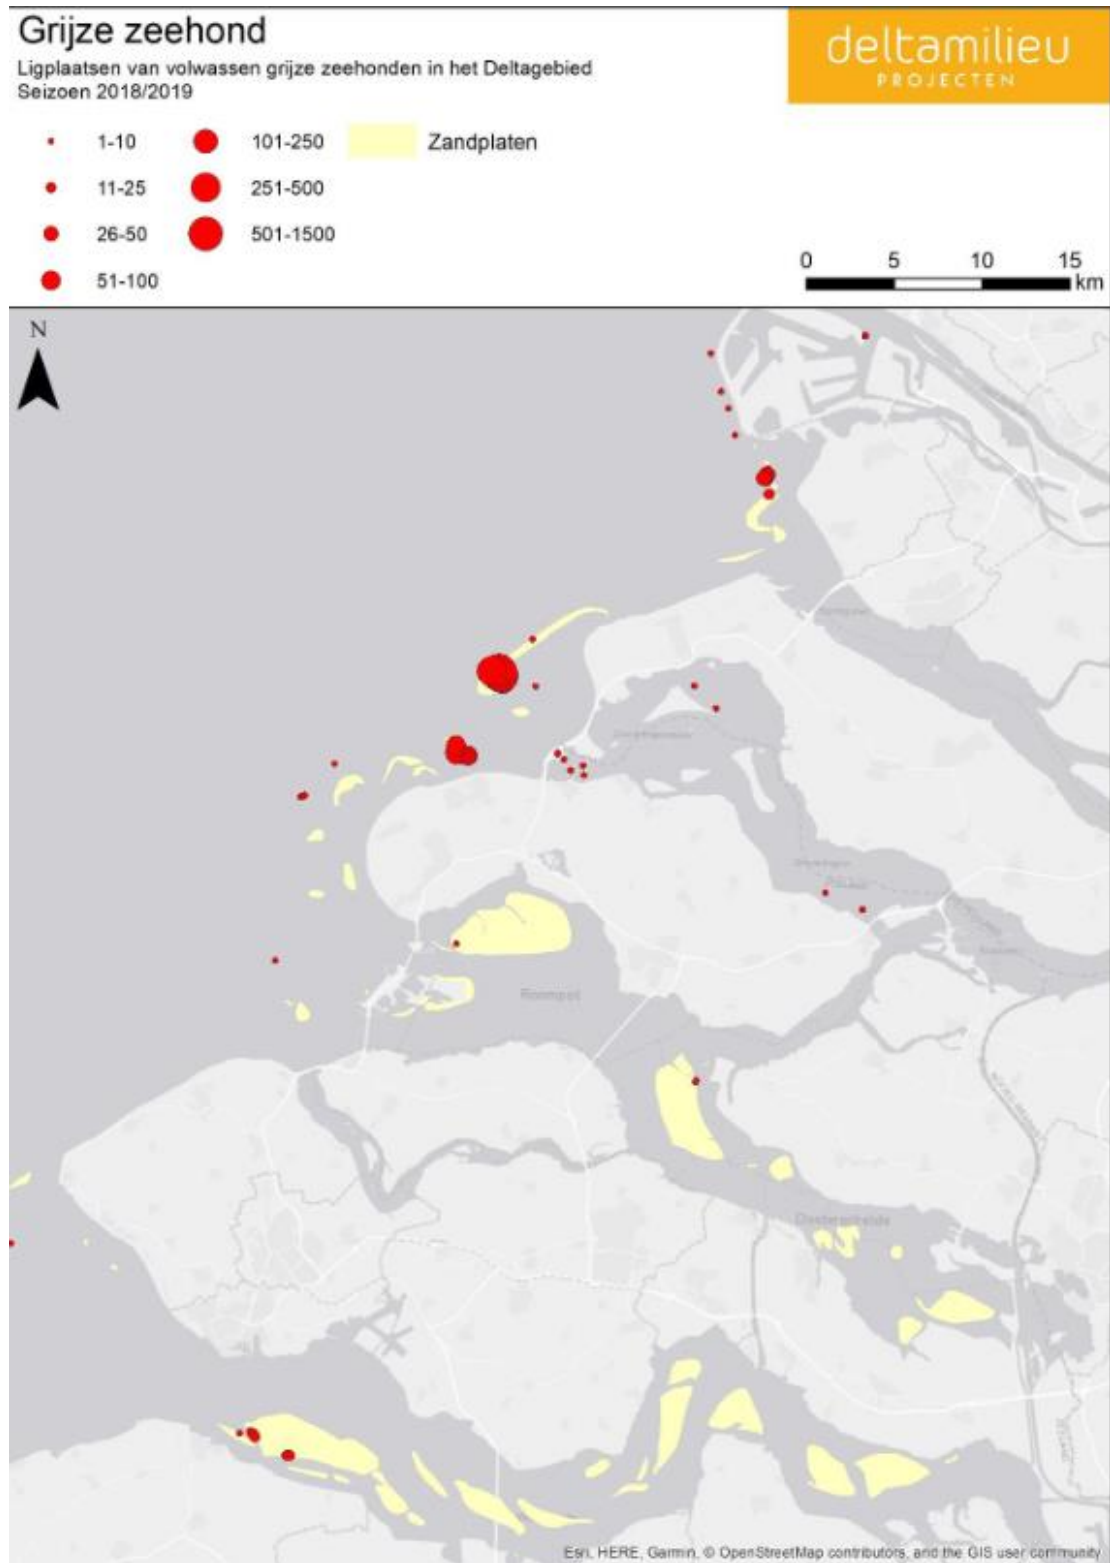 Grijze zeehond
Ligplaatsen van volwassen grijze zeehonden in het Deltagebied
Seizoen 2018/2019
deltamilieu
PROJECTEN
1-10
101-250
Zandplaten
11-25
251-500
26-50
501-1500
51-100
0 5 10 15
km
N
Roompot
Oosterschelde
Esri, HERE, Garmin, © OpenStreetMap contributors, and the GIS user community